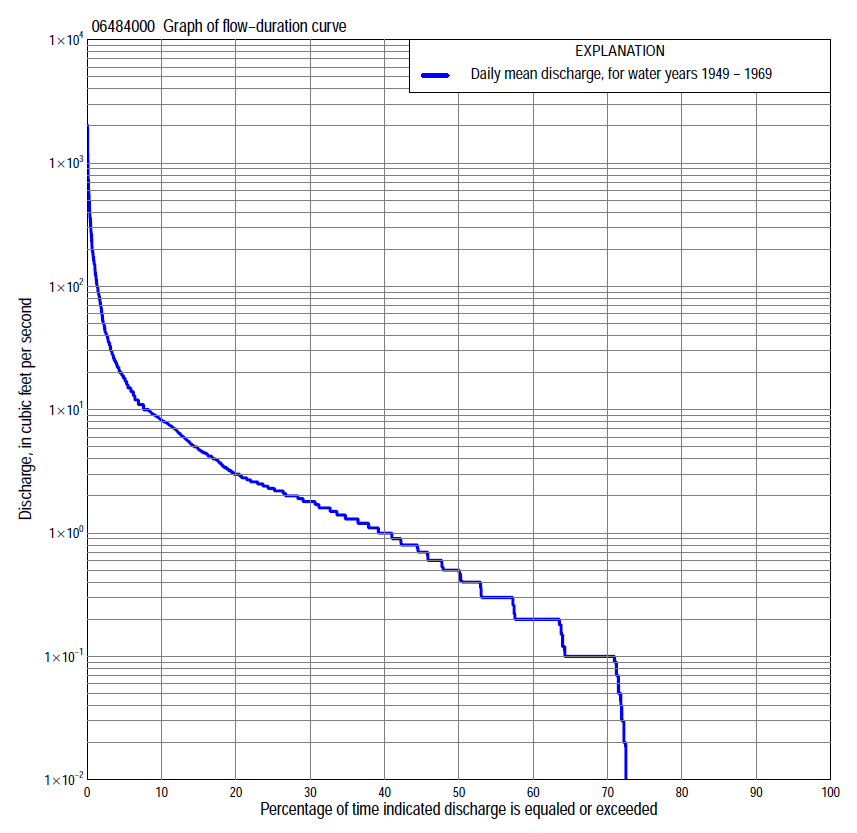 06484000 Graph of flow−duration curve
EXPLANATION
Daily mean discharge, for water years 1949 − 1969
Discharge, in cubic feet per second
1×10⁴
1×10³
1×10²
1×10¹
1×10⁰
1×10⁻¹
1×10⁻²
0 10 20 30 40 50 60 70 80 90 100
Percentage of time indicated discharge is equaled or exceeded